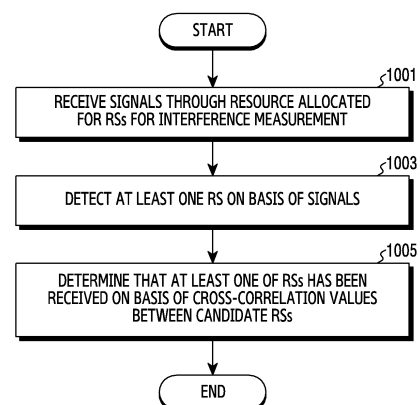 START
1001
RECEIVE SIGNALS THROUGH RESOURCE ALLOCATED
FOR RSs FOR INTERFERENCE MEASUREMENT
1003
DETECT AT LEAST ONE RS ON BASIS OF SIGNALS
1005
DETERMINE THAT AT LEAST ONE OF RSs HAS BEEN
RECEIVED ON BASIS OF CROSS-CORRELATION VALUES
BETWEEN CANDIDATE RSs
END